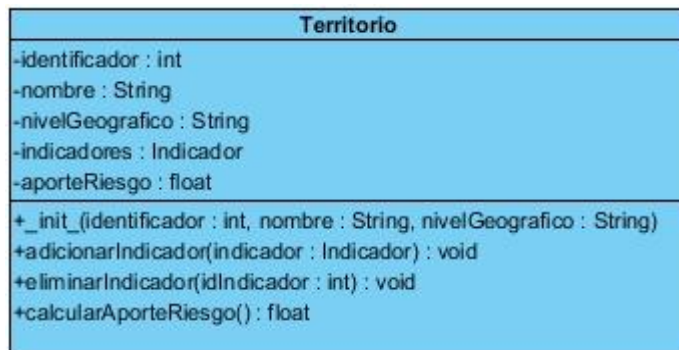 Territorio
-identificador : int
-nombre : String
-nivelGeografico : String
-indicadores : Indicador
-aporteRiesgo : float
+_init_(identificador : int, nombre : String, nivelGeografico : String)
+adicionarIndicador(indicador : Indicador) : void
+eliminarIndicador(idIndicador : int) : void
+calcularAporteRiesgo() : float